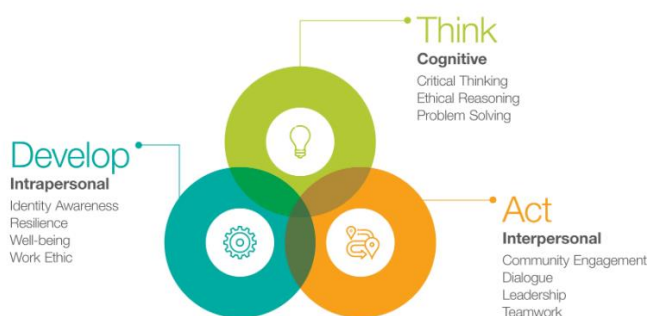 Think
Cognitive
Critical Thinking
Ethical Reasoning
Problem Solving
Develop
Intrapersonal
Identity Awareness
Resilience
Well-being
Work Ethic
Act
Interpersonal
Community Engagement
Dialogue
Leadership
Teamwork